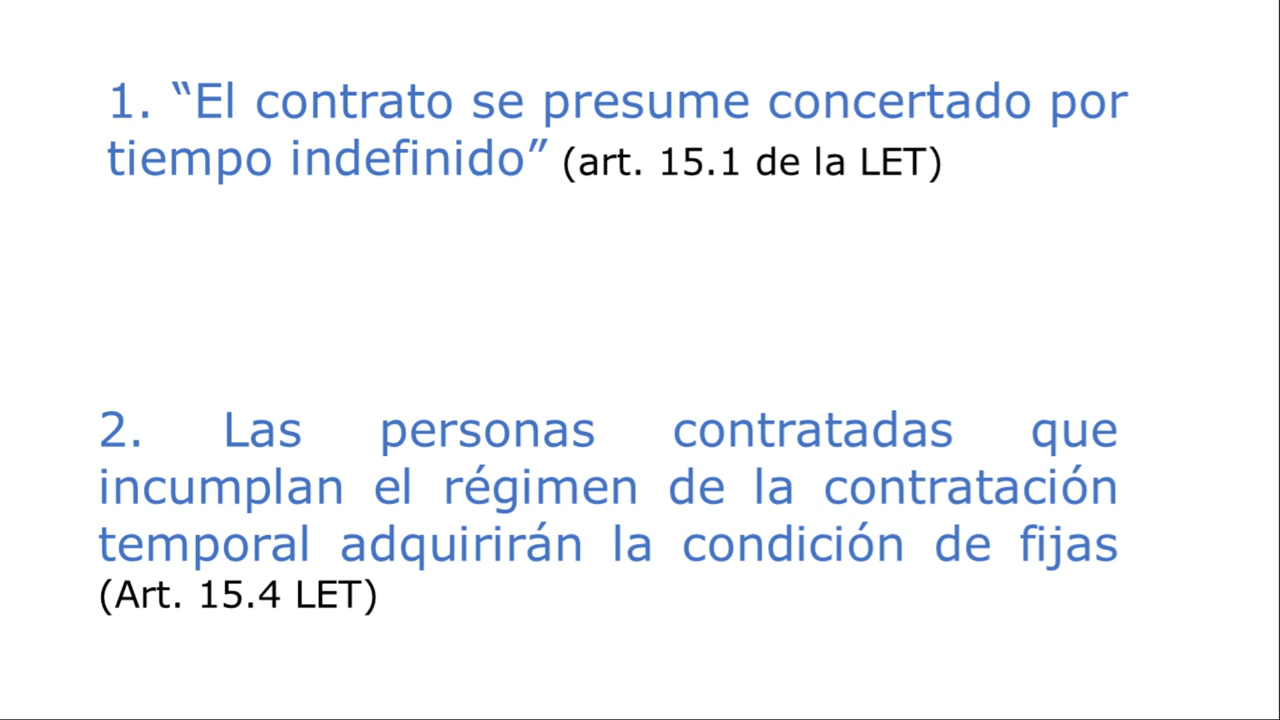 1. “El contrato se presume concertado por
tiempo indefinido” (art. 15.1 de la LET)
2. Las personas contratadas que
incumplan el régimen de la contratación
temporal adquirirán la condición de fijas
(Art. 15.4 LET)